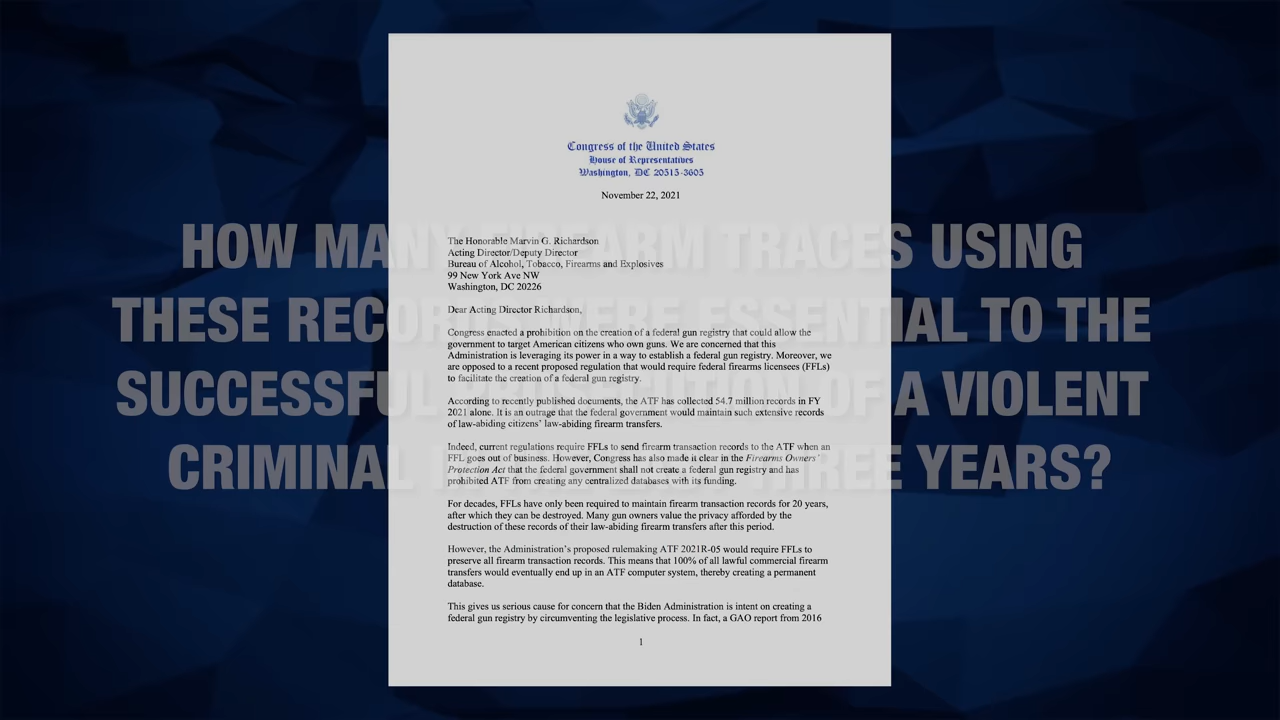 Congress of the United States
House of Representatives
Washington, DC 20515-3605
November 22, 2021
The Honorable Marvin G. Richardson
Acting Director/Deputy Director
Bureau of Alcohol, Tobacco, Firearms and Explosives
99 New York Ave NW
Washington, DC 20226
Dear Acting Director Richardson,
Congress enacted a prohibition on the creation of a federal gun registry that could allow the
government to target American citizens who own guns. We are concerned that this
Administration is leveraging its power in a way to establish a federal gun registry. Moreover, we
are opposed to a recent proposed regulation that would require federal firearms licensees (FFLs)
to facilitate the creation of a federal gun registry.
According to recently published documents, the ATF has collected 54.7 million records in FY
2021 alone. It is an outrage that the federal government would maintain such extensive records
of law-abiding citizens' law-abiding firearm transfers.
Indeed, current regulations require FFLs to send firearm transaction records to the ATF when an
FFL goes out of business. However, Congress has also made it clear in the Firearms Owners'
Protection Act that the federal government shall not create a federal gun registry and has
prohibited ATF from creating any centralized databases with its funding.
For decades, FFLs have only been required to maintain firearm transaction records for 20 years,
after which they can be destroyed. Many gun owners value the privacy afforded by the
destruction of these records of their law-abiding firearm transfers after this period.
However, the Administration's proposed rulemaking ATF 2021R-05 would require FFLs to
preserve all firearm transaction records. This means that 100% of all lawful commercial firearm
transfers would eventually end up in an ATF computer system, thereby creating a permanent
database.
This gives us serious cause for concern that the Biden Administration is intent on creating a
federal gun registry by circumventing the legislative process. In fact, a GAO report from 2016
1
HOW MANY FIREARM TRACES USING
THESE RECORDS WERE ESSENTIAL TO THE
SUCCESSFUL PROSECUTION OF A VIOLENT
CRIMAL THREE YEARS?